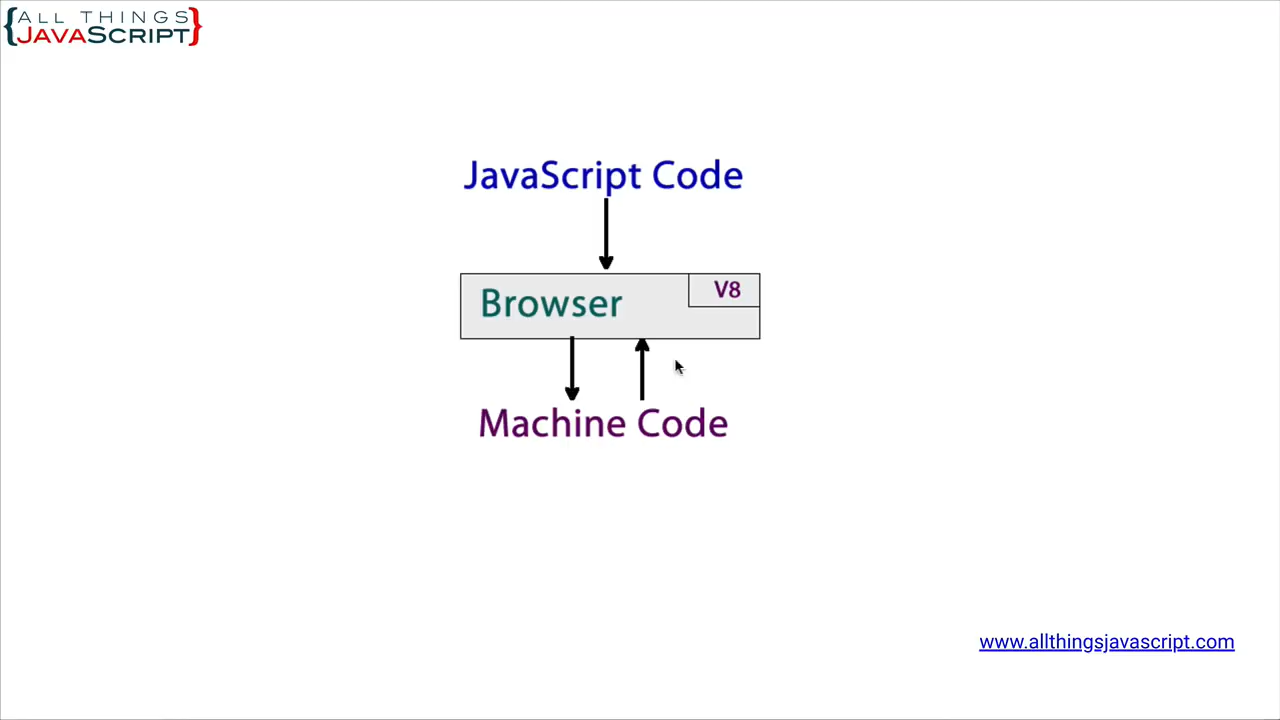 {ALL THINGS
JAVASCRIPT}
JavaScript Code
Browser
V8
Machine Code
www.allthingsjavascript.com